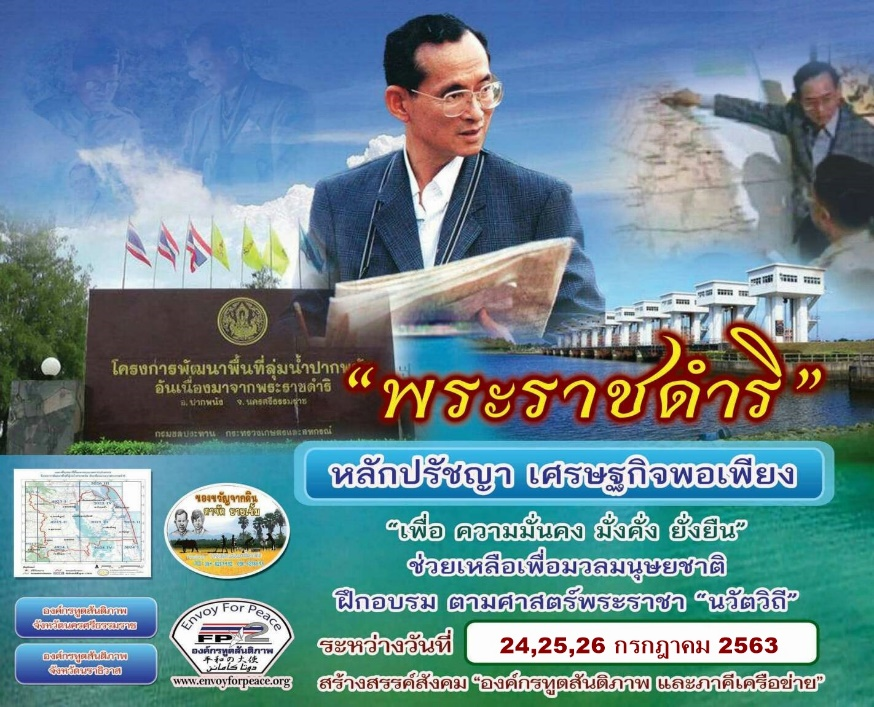 โครงการพัฒนาพื้นที่ลุ่มน้ำปากพนัง
อันเนื่องมาจากพระราชดำริ
อ. ปากพนัง จ. นครศรีธรรมราช
กรมชลประทาน กระทรวงเกษตรและสหกรณ์
“พระราชดำริ”
หลักปรัชญา เศรษฐกิจพอเพียง
“เพื่อ ความมั่นคง มั่งคั่ง ยั่งยืน”
ช่วยเหลือเพื่อมวลมนุษยชาติ
ฝึกอบรม ตามศาสตร์พระราชา “นวัตวิถี”
ระหว่างวันที่ 24,25,26 กรกฎาคม 2563
สร้างสรรค์สังคม “องค์กรทูตสันติภาพ และภาคีเครือข่าย”
ของขวัญจากดิน
องค์กรทูตสันติภาพ
จังหวัดนครศรีธรรมราช
องค์กรทูตสันติภาพ
จังหวัดนราธิวาส
Envoy For Peace
FP 2
องค์กรทูตสันติภาพ
平和の大使
www.envoyforpeace.org